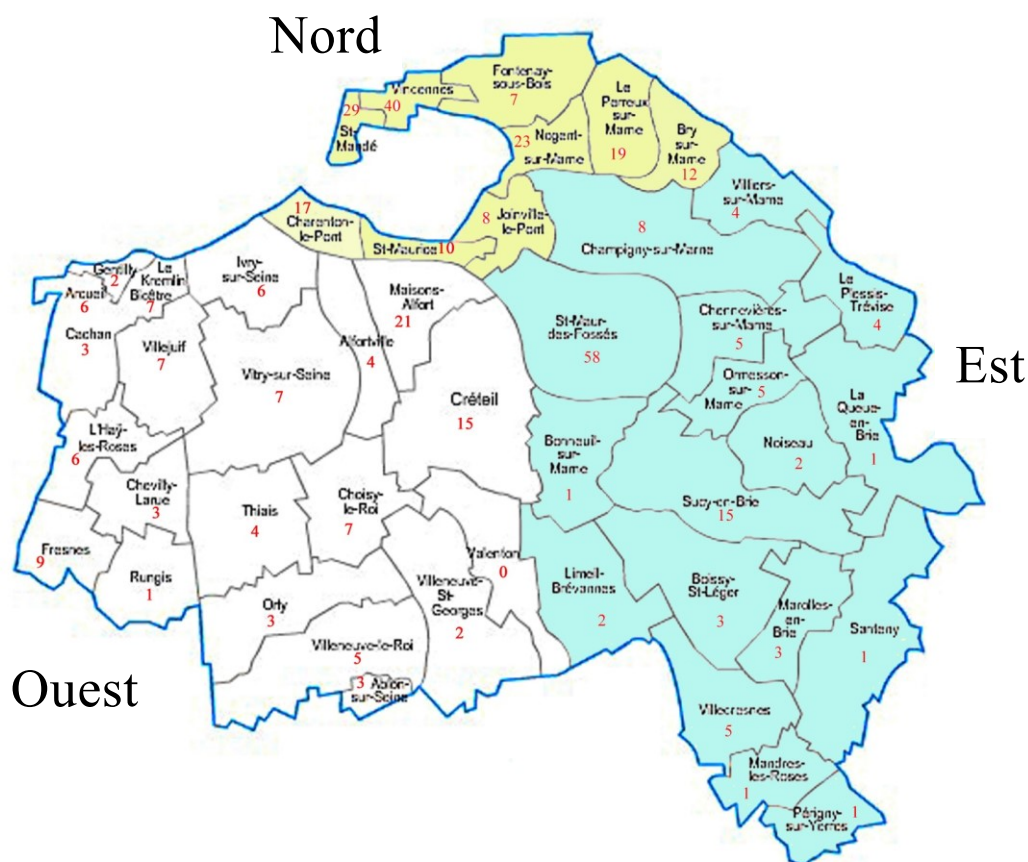 Nord
Fontenay-
sous-Bois
7
Vincennes
40
29
St-
Mandé
Le
Perreux
sur-
Marne
19
23 Nogent-
sur-Marne
Bry
sur-
Marne
12
Villiers-
sur-Marne
4
17
Charenton-
le-Pont
8 Joinville-
le-Pont
St-Maurice 10
8
Champigny-sur-Marne
Gentilly
2
Le
Kremlin
Bicêtre
7
Arcueil
6
Ivry-
sur-Seine
6
Maisons-
Alfort
21
Le
Plessis-
Trévise
4
Cachan
3
Villejuif
7
Vitry-sur-Seine
7
Alfortville
4
St-Maur-
des-Fossés
58
Chennevières-
sur-Marne
5
Est
Ormesson-
sur-
Marne
5
Créteil
15
La
Queue-
en-
Brie
1
L'Haÿ-
les-Roses
6
Bonneuil-
sur-
Marne
1
Noiseau
2
Chevilly-
Larue
3
Thiais
4
Choisy-
le-Roi
7
Sucy-en-Brie
15
Fresnes
9
Rungis
1
Valenton
0
Villeneuve-
St-
Georges
2
Limeil-
Brévannes
2
Boissy-
St-Léger
3
Marolles-
en-
Brie
3
Santeny
1
Orly
3
Villeneuve-le-Roi
5
3 Ablon-
sur-Seine
Ouest
Villecresnes
5
Mandres-
les-Roses
1
Périgny-
sur-Yerres
1